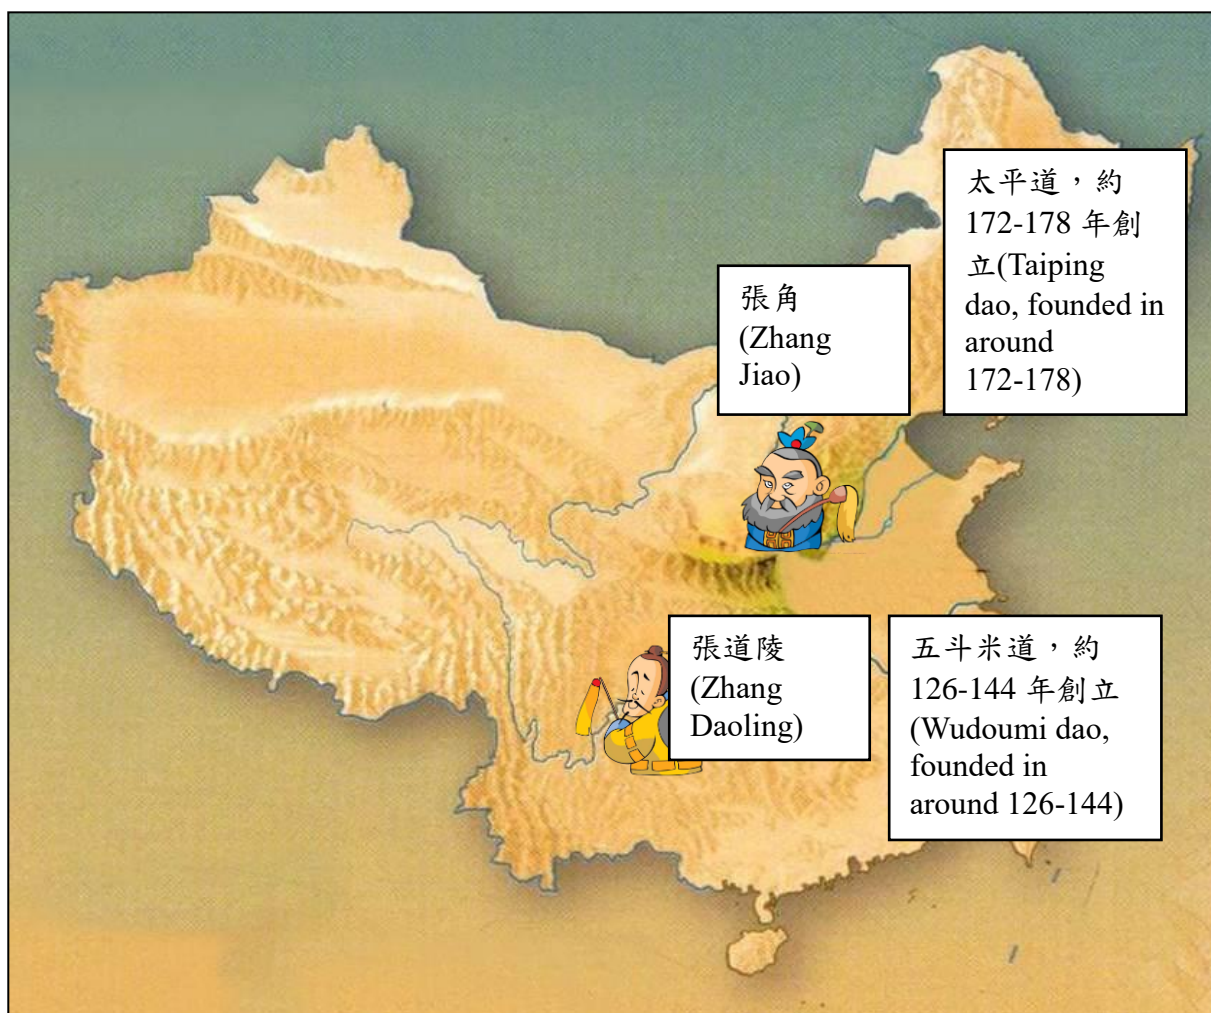 太平道，約
172-178 年創
立(Taiping
dao, founded in
around
172-178)
張角
(Zhang
Jiao)
張道陵
(Zhang
Daoling)
五斗米道，約
126-144 年創立
(Wudoumi dao,
founded in
around 126-144)